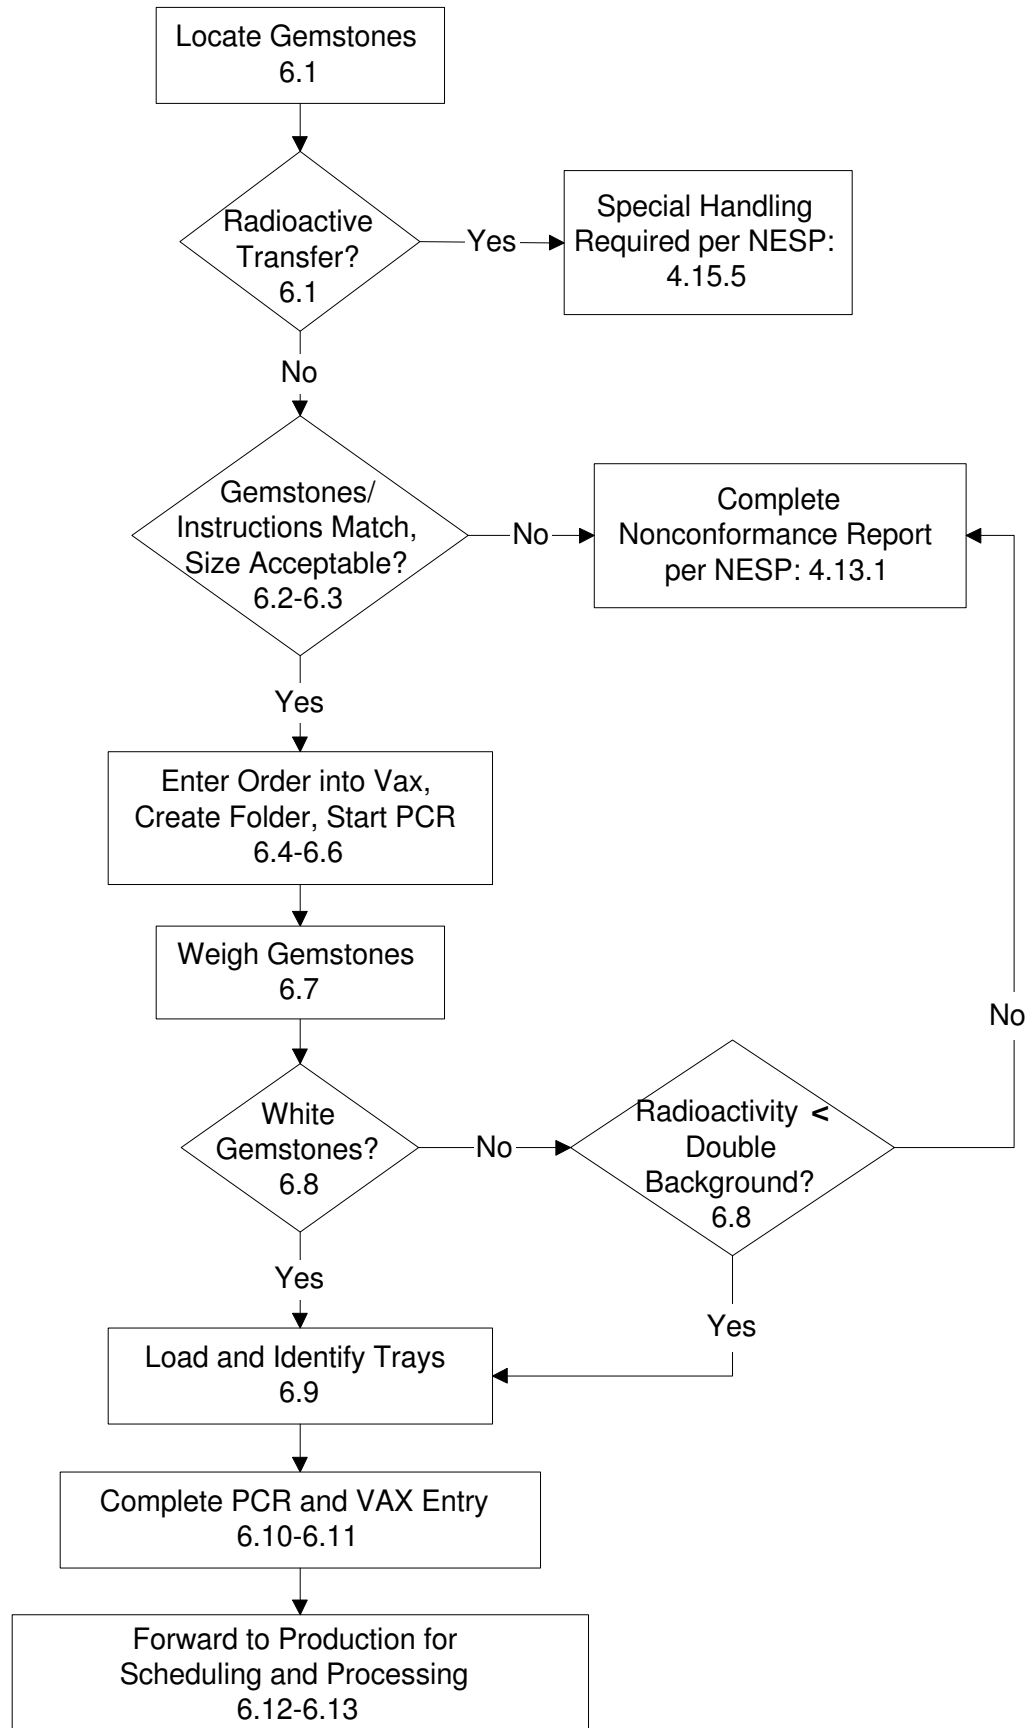 Locate Gemstones
6.1
Radioactive
Transfer?
6.1
Yes
Special Handling
Required per NESP:
4.15.5
No
Gemstones/
Instructions Match,
Size Acceptable?
6.2-6.3
No
Complete
Nonconformance Report
per NESP: 4.13.1
Yes
Enter Order into Vax,
Create Folder, Start PCR
6.4-6.6
Weigh Gemstones
6.7
No
White
Gemstones?
6.8
No
Radioactivity <
Double
Background?
6.8
Yes
Yes
Load and Identify Trays
6.9
Complete PCR and VAX Entry
6.10-6.11
Forward to Production for
Scheduling and Processing
6.12-6.13